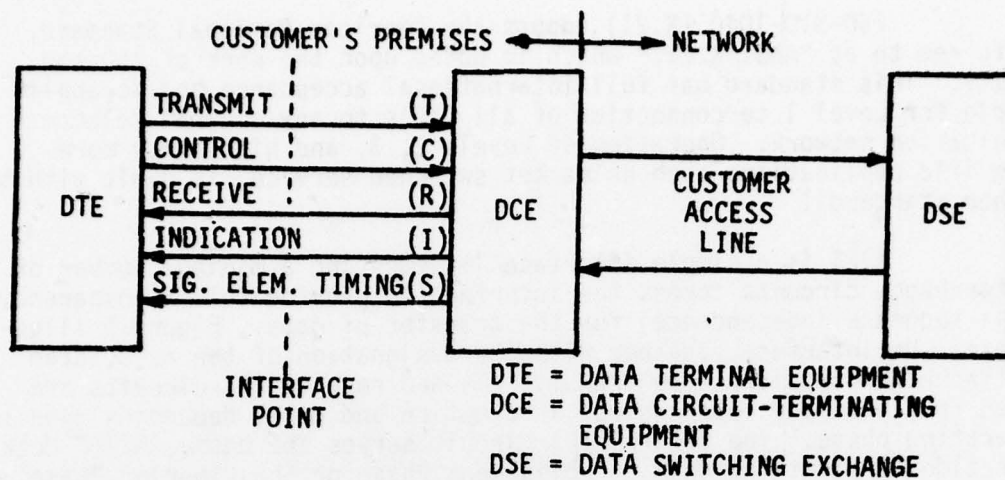 CUSTOMER'S PREMISES
NETWORK
DTE
TRANSMIT (T)
CONTROL (C)
RECEIVE (R)
INDICATION (I)
SIG. ELEM. TIMING (S)
DCE
CUSTOMER
ACCESS
LINE
DSE
INTERFACE
POINT
DTE = DATA TERMINAL EQUIPMENT
DCE = DATA CIRCUIT-TERMINATING
EQUIPMENT
DSE = DATA SWITCHING EXCHANGE